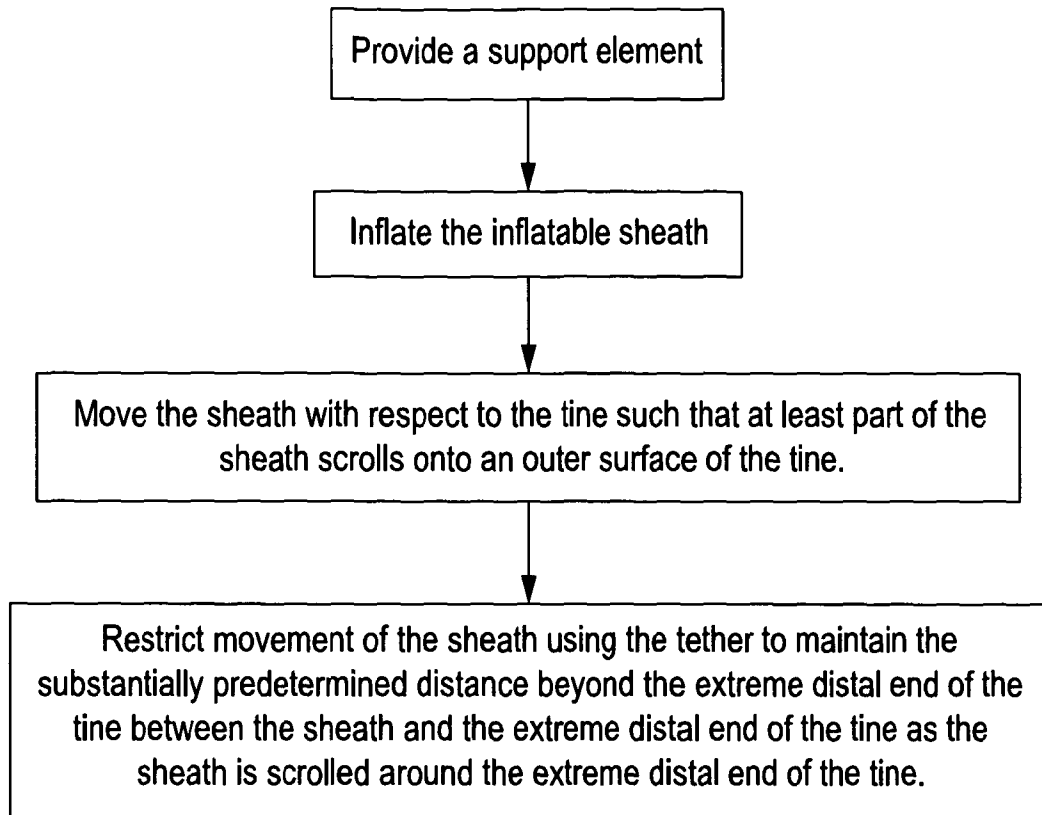 Provide a support element
Inflate the inflatable sheath
Move the sheath with respect to the tine such that at least part of the
sheath scrolls onto an outer surface of the tine.
Restrict movement of the sheath using the tether to maintain the
substantially predetermined distance beyond the extreme distal end of the
tine between the sheath and the extreme distal end of the tine as the
sheath is scrolled around the extreme distal end of the tine.